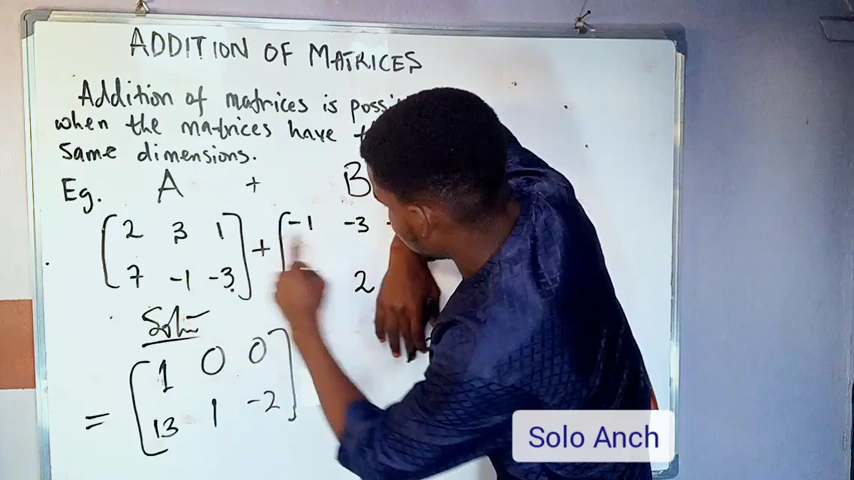 ADDITION OF MATRICES
Addition of matrices is
when the matrices have
same dimensions.
Eg. A + B
2 3 1 + -1 -3
7 -1 -3 2
Soln
1 0 0
= 13 1 -2
Solo Anch